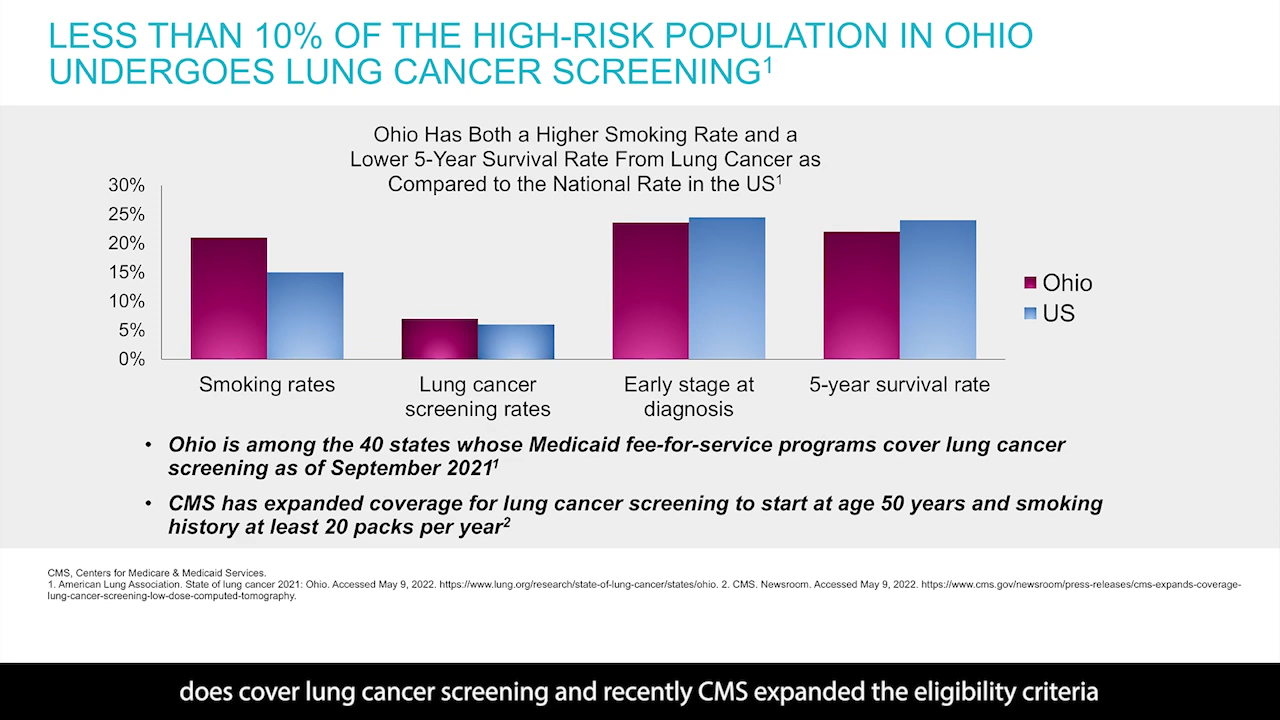 LESS THAN 10% OF THE HIGH-RISK POPULATION IN OHIO
UNDERGOES LUNG CANCER SCREENING¹
Ohio Has Both a Higher Smoking Rate and a
Lower 5-Year Survival Rate From Lung Cancer as
Compared to the National Rate in the US¹
30%
25%
20%
15%
10%
5%
0%
Smoking rates
Lung cancer
screening rates
Early stage at
diagnosis
5-year survival rate
Ohio
US
• Ohio is among the 40 states whose Medicaid fee-for-service programs cover lung cancer
screening as of September 2021¹
• CMS has expanded coverage for lung cancer screening to start at age 50 years and smoking
history at least 20 packs per year²
CMS, Centers for Medicare & Medicaid Services.
1. American Lung Association. State of lung cancer 2021: Ohio. Accessed May 9, 2022. https://www.lung.org/research/state-of-lung-cancer/states/ohio. 2. CMS. Newsroom. Accessed May 9, 2022. https://www.cms.gov/newsroom/press-releases/cms-expands-coverage-
lung-cancer-screening-low-dose-computed-tomography.
does cover lung cancer screening and recently CMS expanded the eligibility criteria